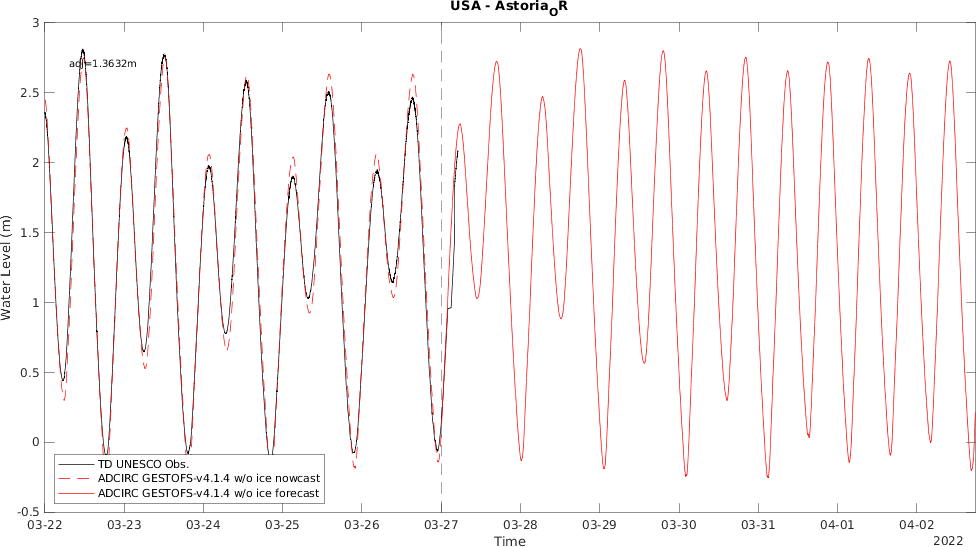 USA - AstoriaOR
3
adj=1.3632m
2.5
2
1.5
1
0.5
0
-0.5
Water Level (m)
TD UNESCO Obs.
ADCIRC GESTOFS-v4.1.4 w/o ice nowcast
ADCIRC GESTOFS-v4.1.4 w/o ice forecast
03-22 03-23 03-24 03-25 03-26 03-27 03-28 03-29 03-30 03-31 04-01 04-02
Time
2022